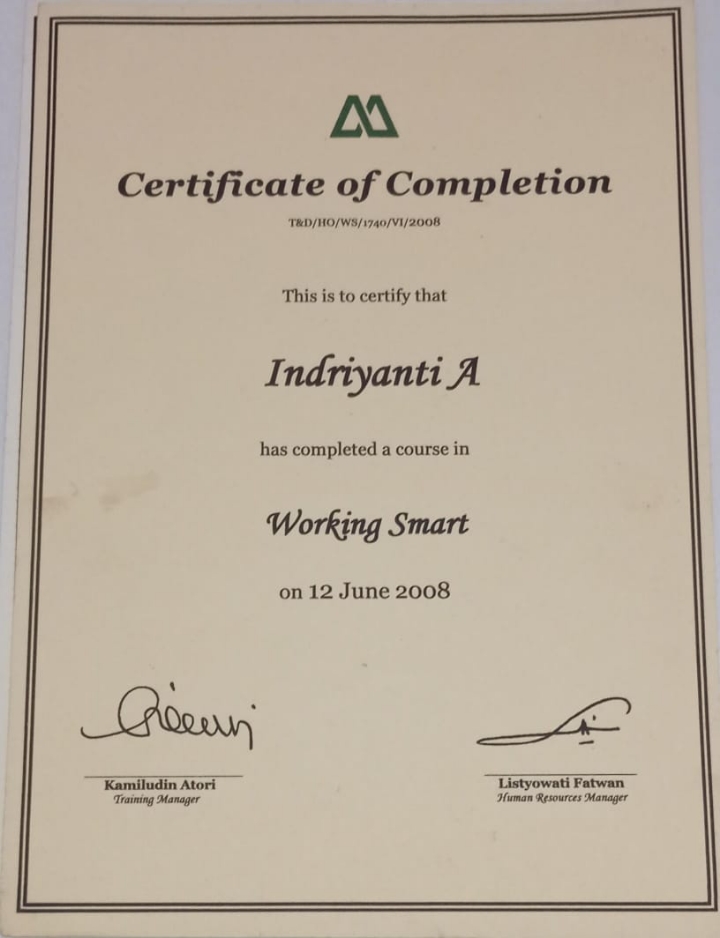 Certificate of Completion
T&D/HO/WS/1740/VI/2008
This is to certify that
Indriyanti A
has completed a course in
Working Smart
on 12 June 2008
Kamiludin Atori
Training Manager
Listyowati Fatwan
Human Resources Manager